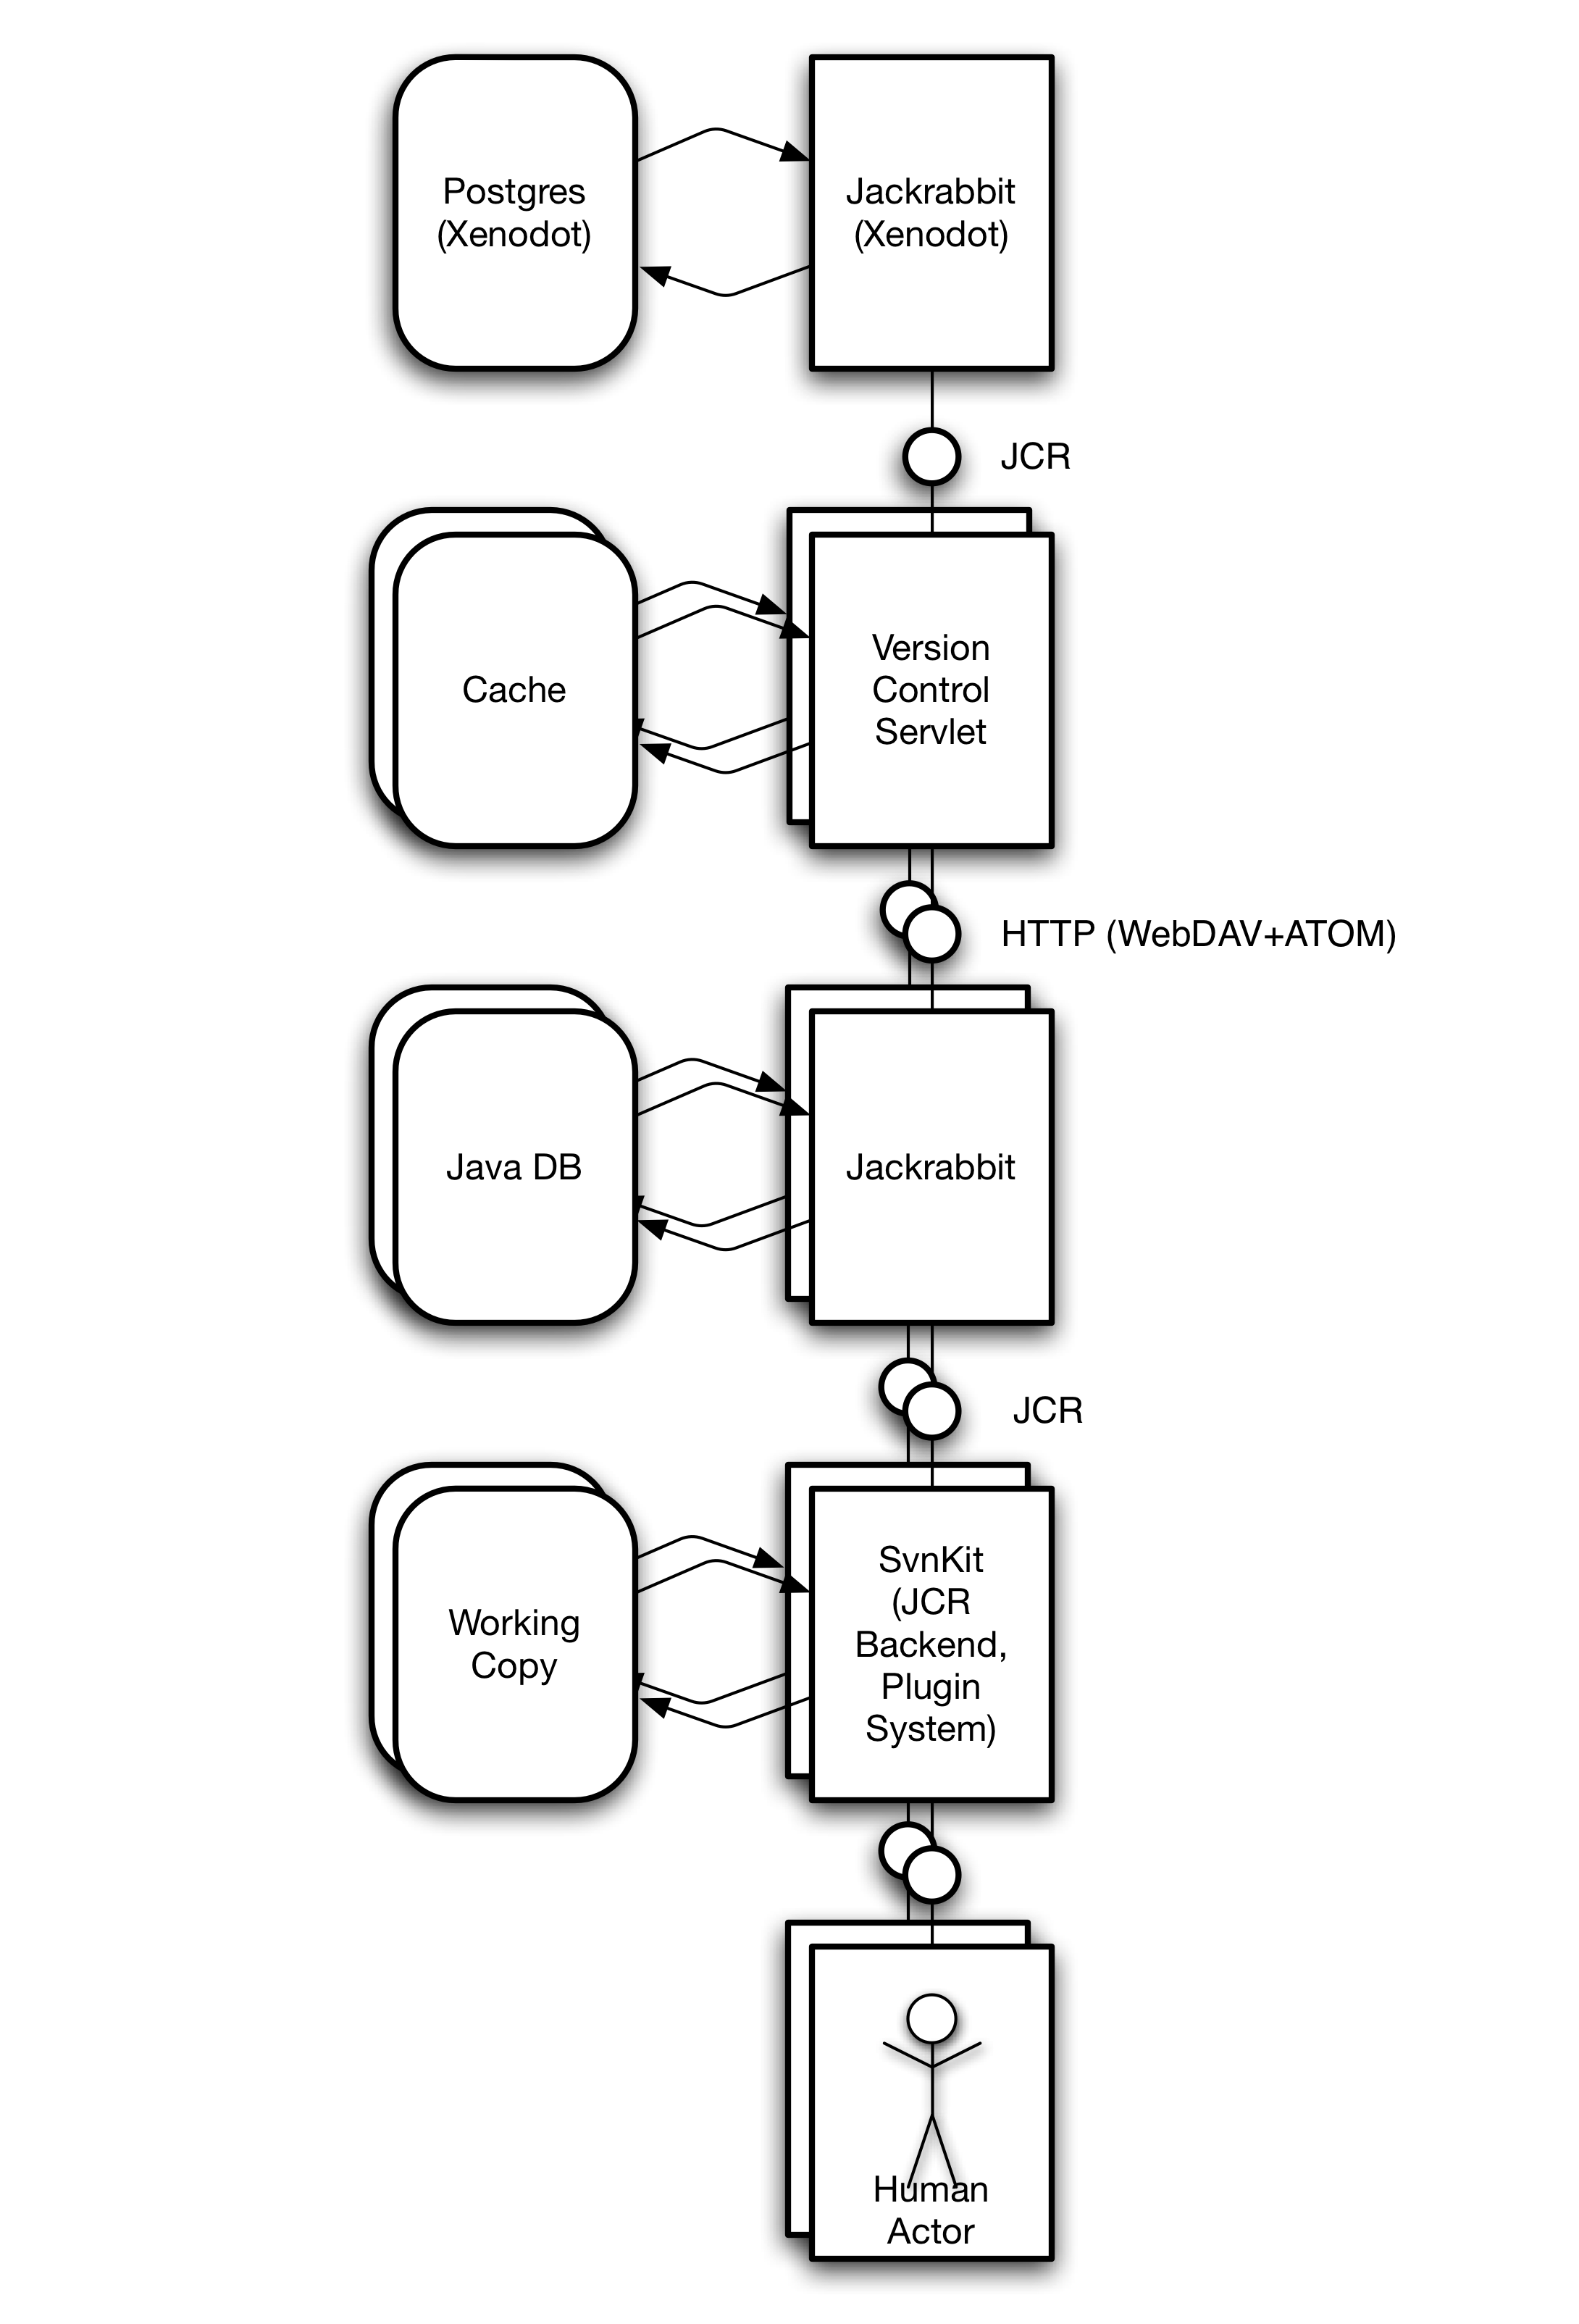 Postgres
(Xenodot)
Jackrabbit
(Xenodot)
JCR
Cache
Version
Control
Servlet
HTTP (WebDAV+ATOM)
Java DB
Jackrabbit
JCR
Working
Copy
SvnKit
(JCR
Backend,
Plugin
System)
Human
Actor